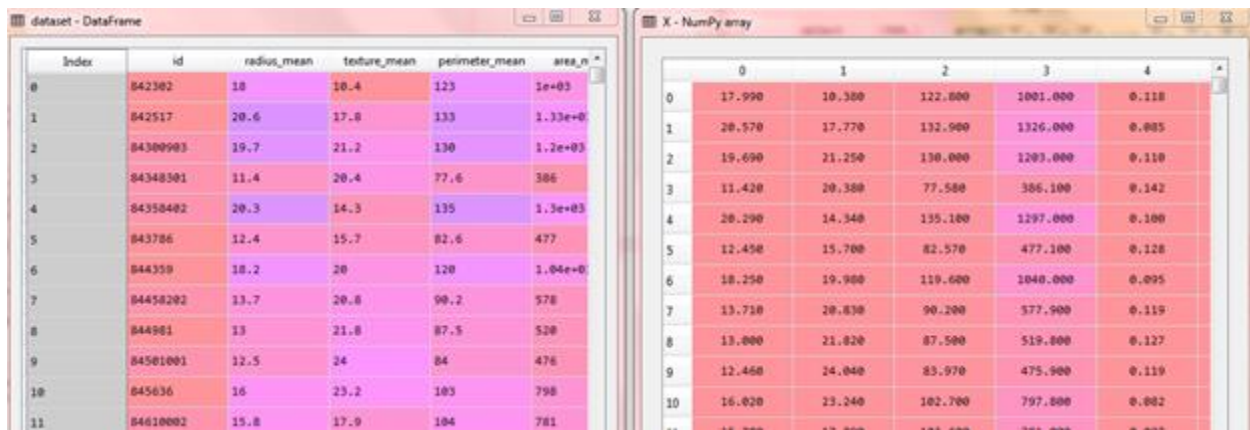 dataset - DataFrame
Index id radius_mean texture_mean perimeter_mean area_n
0 842302 18 10.4 123 1e+03
1 842517 20.6 17.8 133 1.33e+0
2 84300903 19.7 21.2 130 1.2e+03
3 84348301 11.4 20.4 77.6 386
4 84358402 20.3 14.3 135 1.3e+03
5 843786 12.4 15.7 82.6 477
6 844359 18.2 20 120 1.04e+0
7 84458202 13.7 20.8 90.2 578
8 844981 13 21.8 87.5 520
9 84501001 12.5 24 84 476
10 845636 16 23.2 103 798
11 84610002 15.8 17.9 104 781
X - NumPy array
0 1 2 3 4
0 17.990 10.380 122.800 1001.000 0.118
1 20.570 17.770 132.900 1326.000 0.085
2 19.690 21.250 130.000 1203.000 0.110
3 11.420 20.380 77.580 386.100 0.142
4 20.290 14.340 135.100 1297.000 0.100
5 12.450 15.700 82.570 477.100 0.128
6 18.250 19.980 119.600 1040.000 0.095
7 13.710 20.830 90.200 577.900 0.119
8 13.000 21.820 87.500 519.800 0.127
9 12.460 24.040 83.970 475.900 0.119
10 16.020 23.240 102.700 797.800 0.082